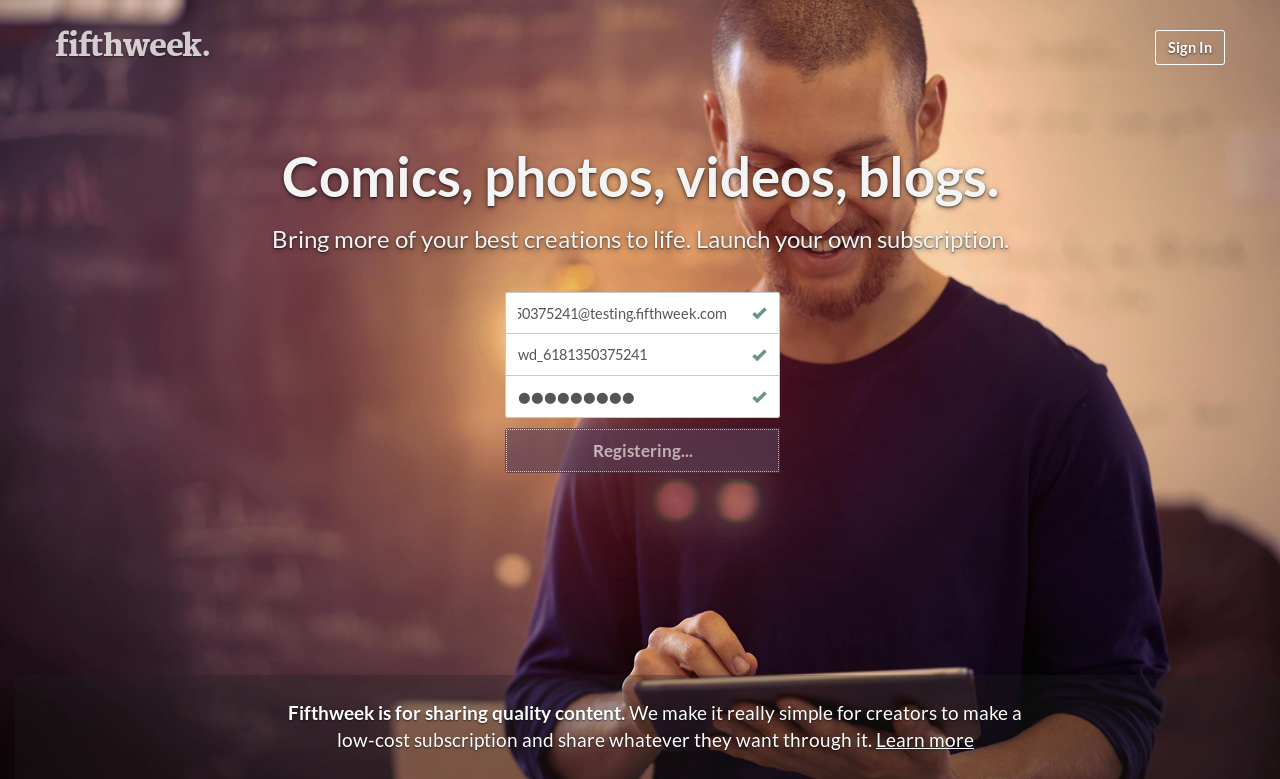 fifthweek.
Sign In
Comics, photos, videos, blogs.
Bring more of your best creations to life. Launch your own subscription.
50375241@testing.fifthweek.com
wd_6181350375241
Registering...
Fifthweek is for sharing quality content. We make it really simple for creators to make a
low-cost subscription and share whatever they want through it. Learn more